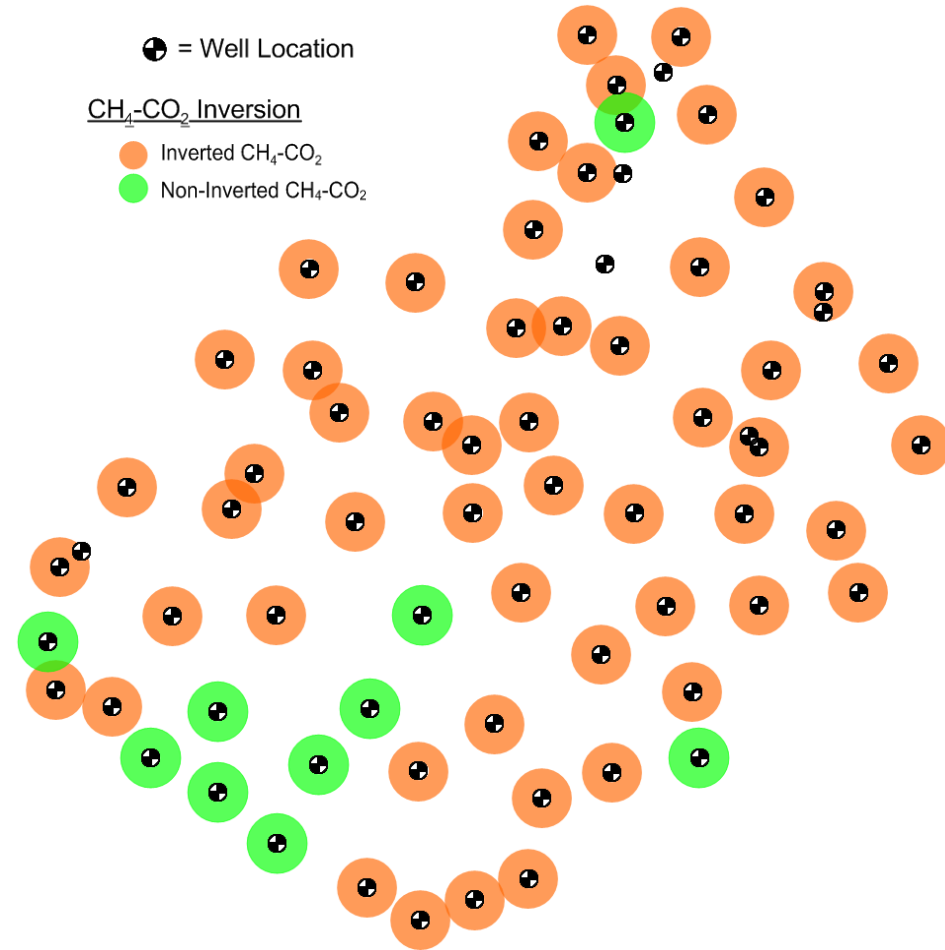 = Well Location
CH₄-CO₂ Inversion
Inverted CH₄-CO₂
Non-Inverted CH₄-CO₂